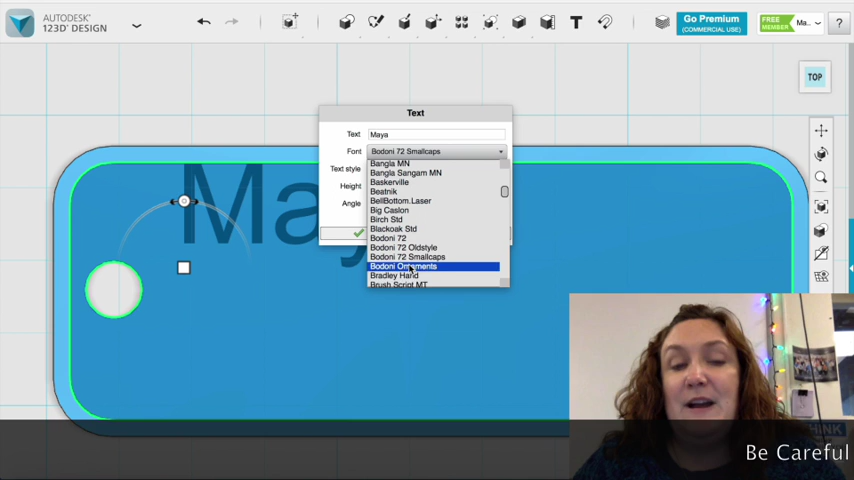 AUTODESK®
123D® DESIGN
T
Go Premium
(COMMERCIAL USE)
FREE
MEMBER
Ma..
?
TOP
Text
Text Maya
Font Bodoni 72 Smallcaps
Text style
Height
Angle
Bangla MN
Bangla Sangam MN
Baskerville
Beatnik
BellBottom.Laser
Big Caslon
Birch Std
Blackoak Std
Bodoni 72
Bodoni 72 Oldstyle
Bodoni 72 Smallcaps
Bodoni Ornaments
Bradley Hand
Brush Script MT
Maya
THINK
Be Careful